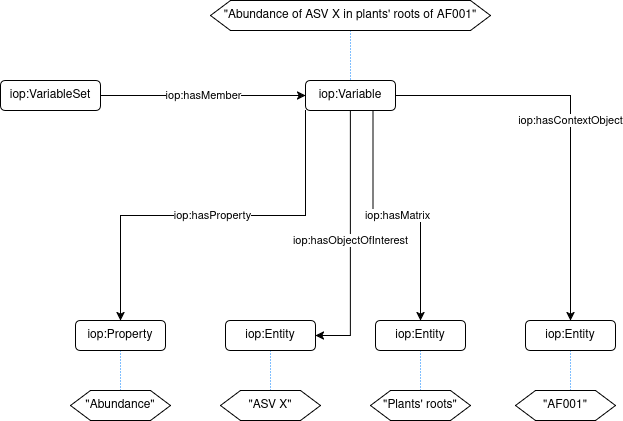 "Abundance of ASV X in plants' roots of AF001"
iop:VariableSet
iop:hasMember
iop:Variable
iop:hasContextObject
iop:hasProperty
iop:hasMatrix
iop:hasObjectOfInterest
iop:Property
iop:Entity
iop:Entity
iop:Entity
"Abundance"
"ASV X"
"Plants' roots"
"AF001"